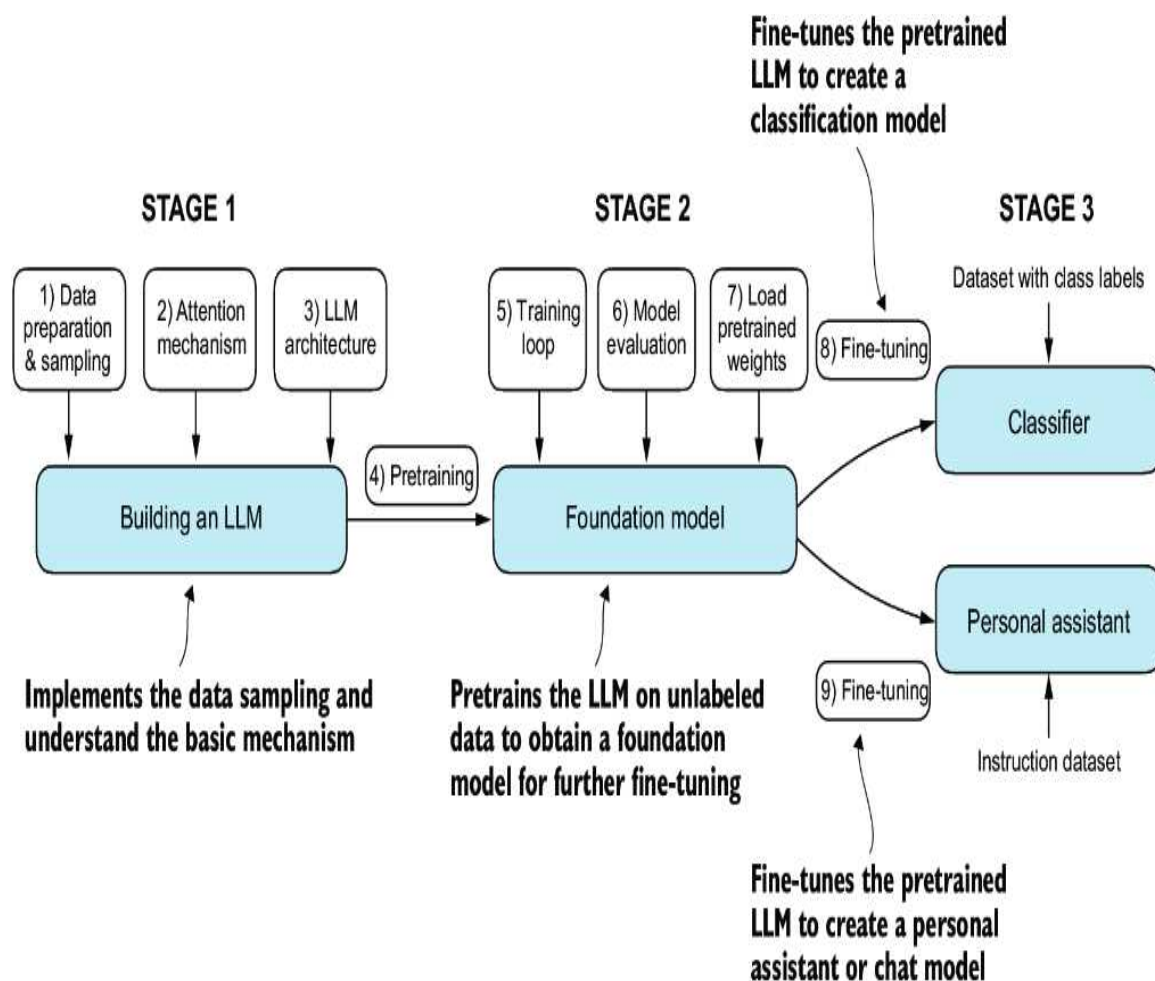 Fine-tunes the pretrained
LLM to create a
classification model
STAGE 1
STAGE 2
STAGE 3
1) Data
preparation
& sampling
2) Attention
mechanism
3) LLM
architecture
5) Training
loop
6) Model
evaluation
7) Load
pretrained
weights
8) Fine-tuning
Dataset with class labels
Classifier
4) Pretraining
Building an LLM
Foundation model
Personal assistant
9) Fine-tuning
Instruction dataset
Implements the data sampling and
understand the basic mechanism
Pretrains the LLM on unlabeled
data to obtain a foundation
model for further fine-tuning
Fine-tunes the pretrained
LLM to create a personal
assistant or chat model